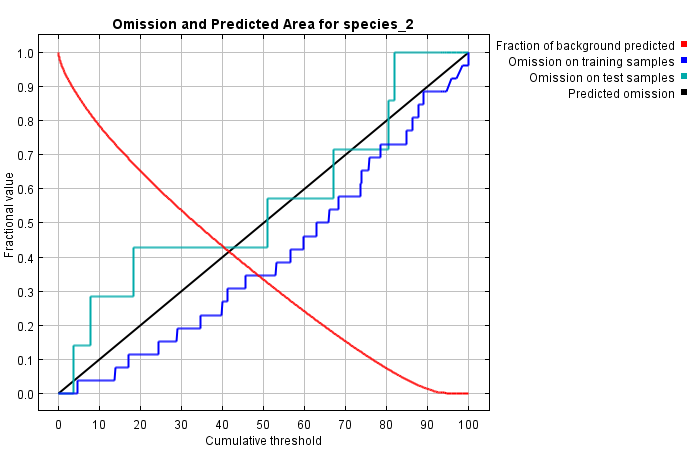 Omission and Predicted Area for species_2
Fraction of background predicted
Omission on training samples
Omission on test samples
Predicted omission
Fractional value
1.0
0.9
0.8
0.7
0.6
0.5
0.4
0.3
0.2
0.1
0.0
0 10 20 30 40 50 60 70 80 90 100
Cumulative threshold